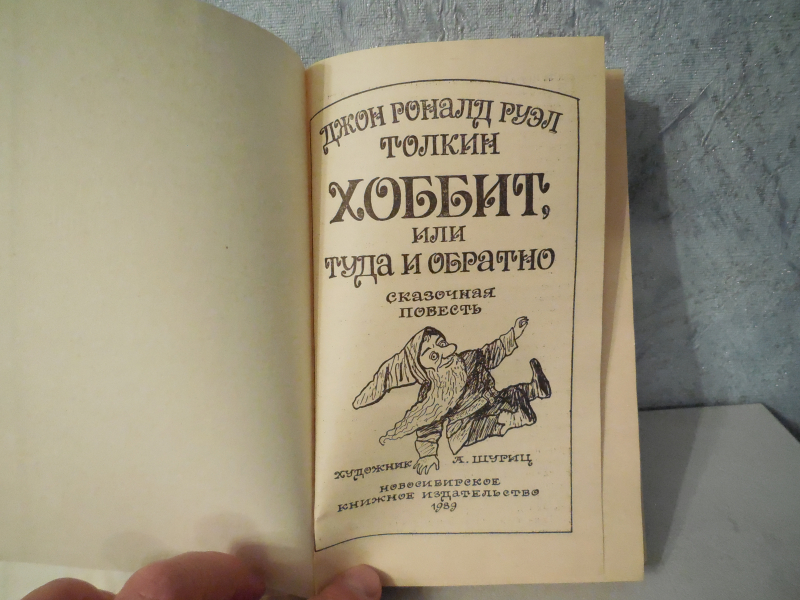 ДЖОН РОНАЛД РУЭЛ
ТОЛКИН
ХОББИТ,
ИЛИ
ТУДА И ОБРАТНО
СКАЗОЧНАЯ
ПОВЕСТЬ
ХУДОЖНИК А. ШУРИЦ
НОВОСИБИРСКОЕ
КНИЖНОЕ ИЗДАТЕЛЬСТВО
1989